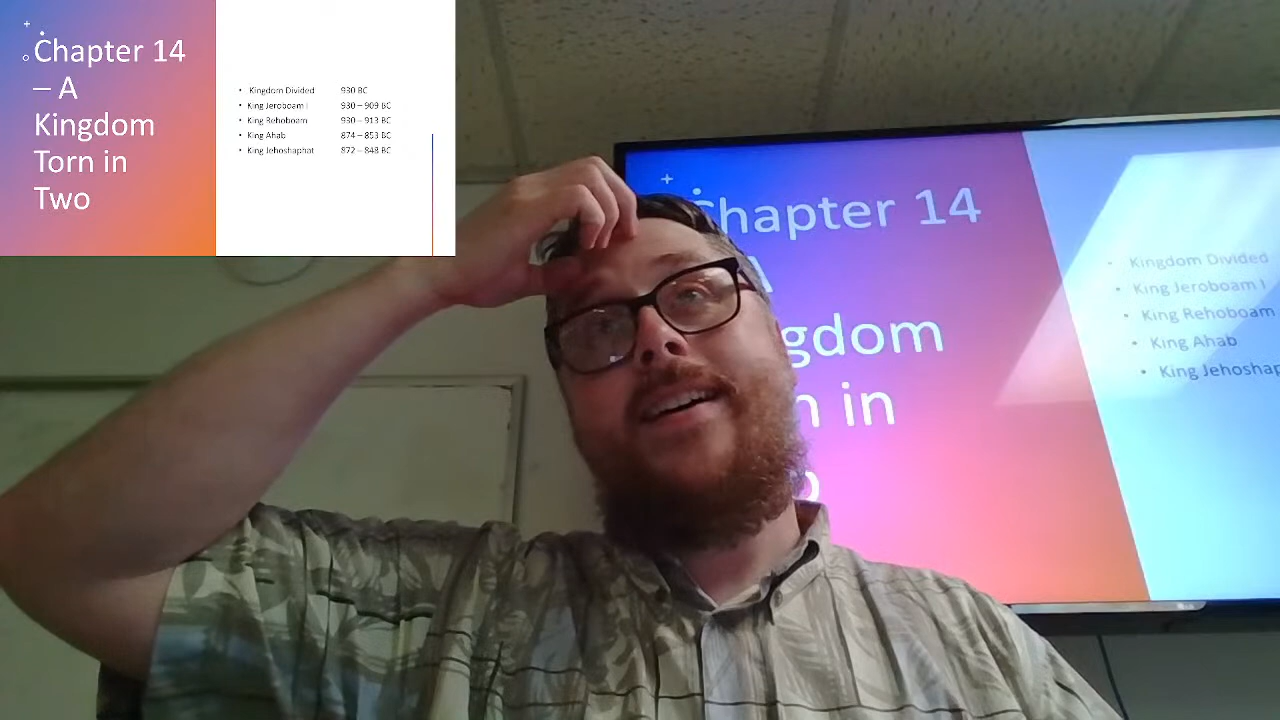 Chapter 14
– A
Kingdom
Torn in
Two
• Kingdom Divided 930 BC
• King Jeroboam I 930 – 909 BC
• King Rehoboam 930 – 913 BC
• King Ahab 874 – 853 BC
• King Jehoshaphat 872 – 848 BC
Chapter 14
gdom
in
• Kingdom Divided
• King Jeroboam I
• King Rehoboam
• King Ahab
• King Jehoshap